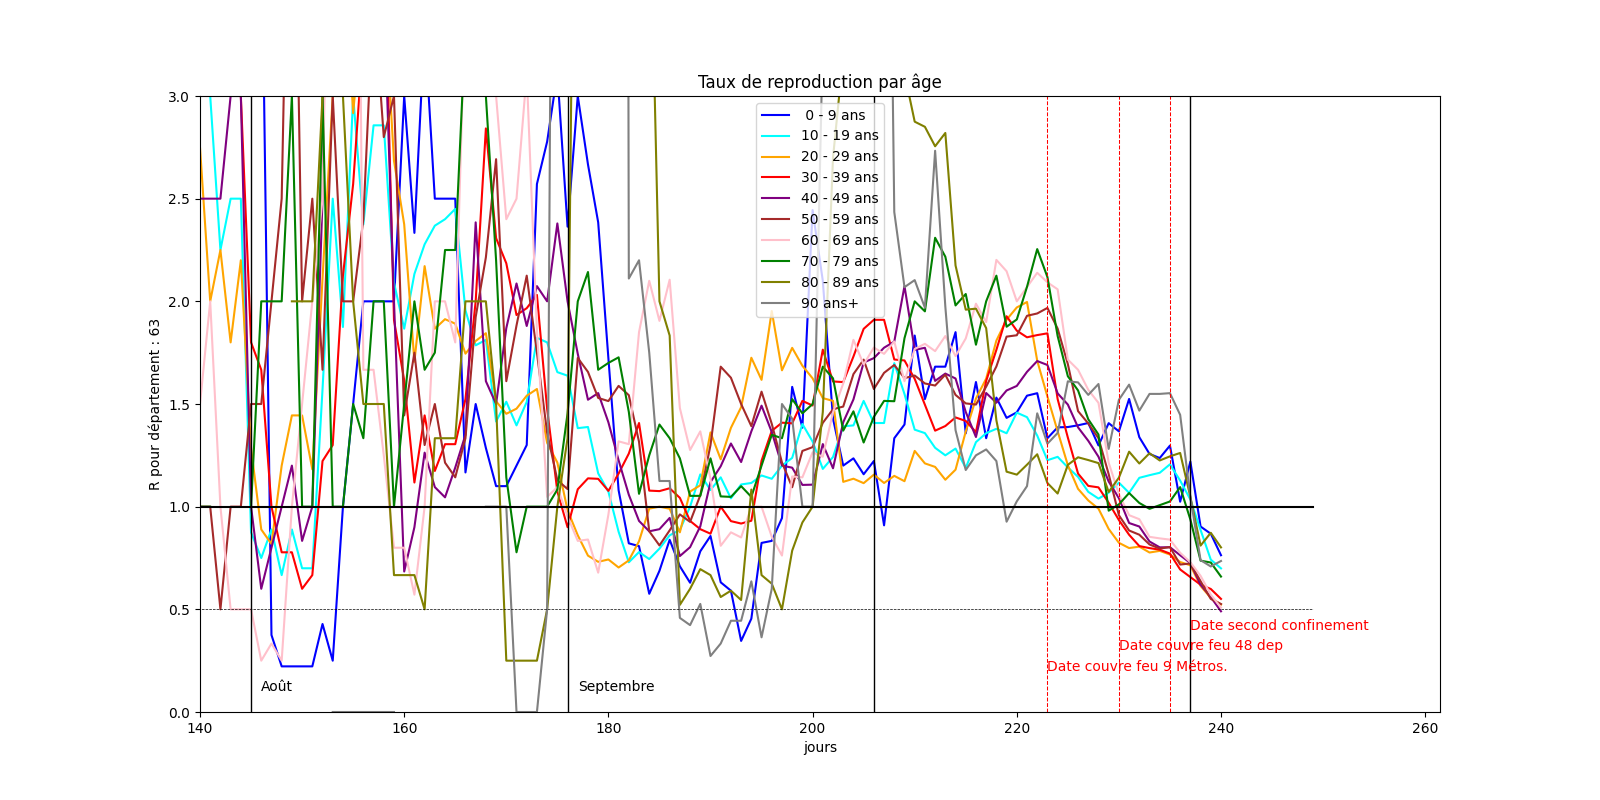 Taux de reproduction par âge
R pour département : 63
3.0
2.5
2.0
1.5
1.0
0.5
0.0
0 - 9 ans
10 - 19 ans
20 - 29 ans
30 - 39 ans
40 - 49 ans
50 - 59 ans
60 - 69 ans
70 - 79 ans
80 - 89 ans
90 ans+
Date second confinement
Date couvre feu 48 dep
Date couvre feu 9 Métros.
Août
Septembre
140
160
180
200
220
240
260
jours